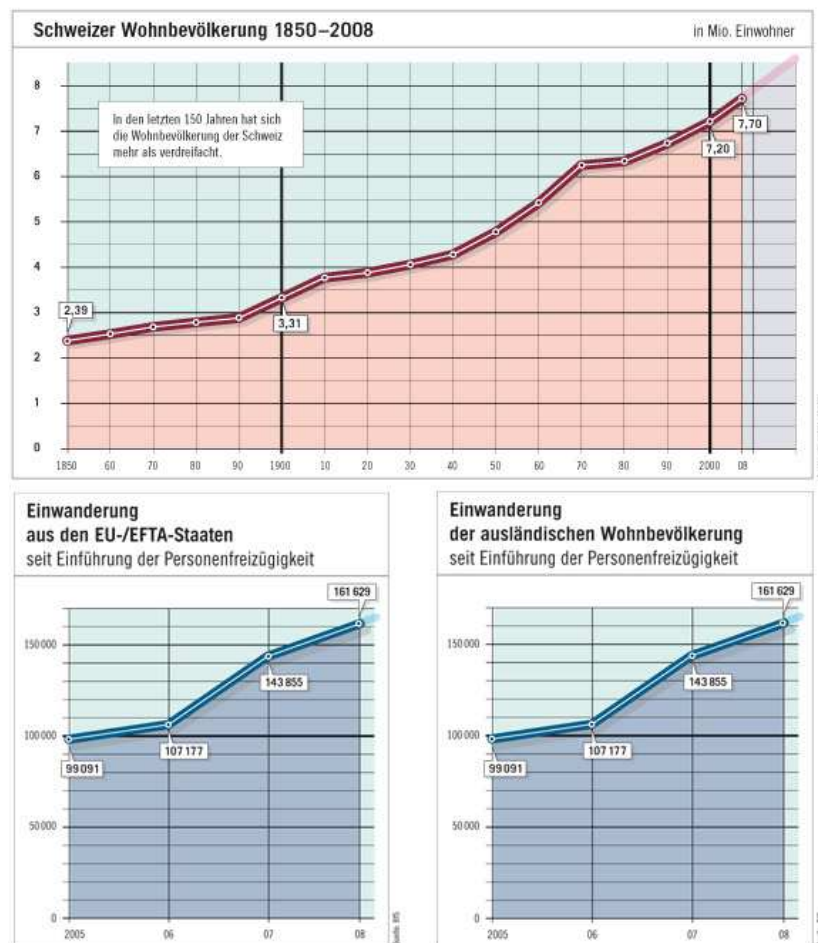 Schweizer Wohnbevölkerung 1850–2008
in Mio. Einwohner
In den letzten 150 Jahren hat sich
die Wohnbevölkerung der Schweiz
mehr als verdreifacht.
8
7
6
5
4
3
2
1
0
2,39
3,31
7,20
7,70
1850 60 70 80 90 1900 10 20 30 40 50 60 70 80 90 2000 08
Einwanderung
aus den EU-/EFTA-Staaten
seit Einführung der Personenfreizügigkeit
161 629
150 000
143 855
107 177
100 000
99 091
50 000
0
2005 06 07 08
Quelle: BfS
Einwanderung
der ausländischen Wohnbevölkerung
seit Einführung der Personenfreizügigkeit
161 629
150 000
143 855
107 177
100 000
99 091
50 000
0
2005 06 07 08